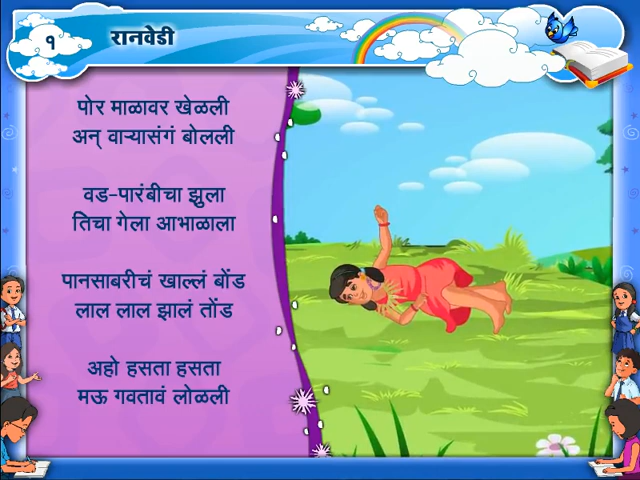 १
रानवेडी
पोर माळावर खेळली
अन् वाऱ्यासंगं बोलली
वड-पारंबीचा झुला
तिचा गेला आभाळाला
पानसाबरीचं खाल्लं बोंड
लाल लाल झालं तोंड
अहो हसता हसता
मऊ गवतावं लोळली